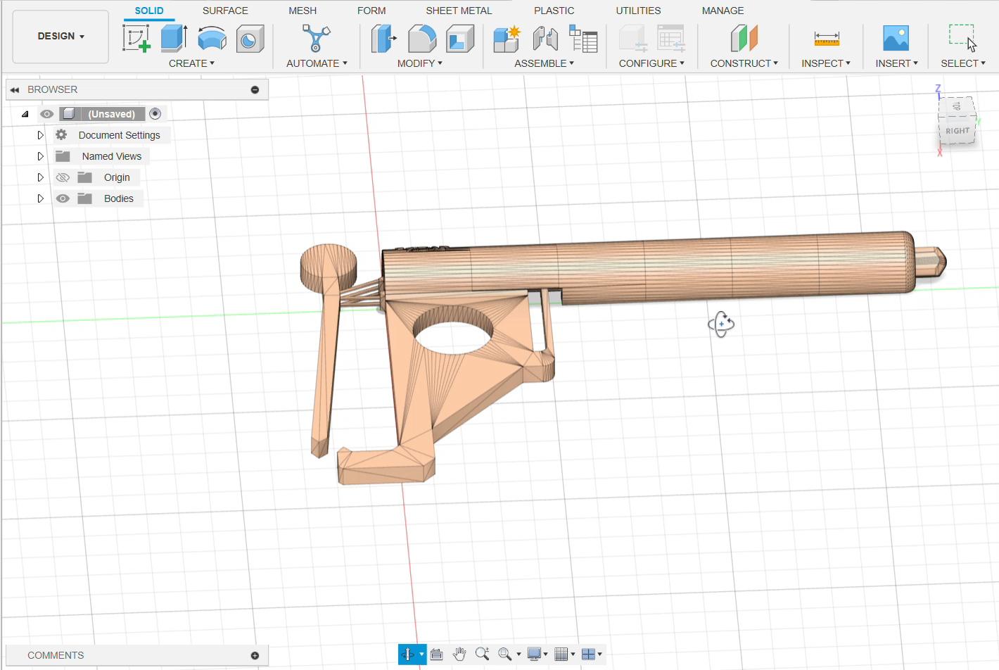 SOLID SURFACE MESH FORM SHEET METAL PLASTIC UTILITIES MANAGE
DESIGN
CREATE AUTOMATE MODIFY ASSEMBLE CONFIGURE CONSTRUCT INSPECT INSERT SELECT
BROWSER
(Unsaved)
Document Settings
Named Views
Origin
Bodies
Z
TOP
Y
RIGHT
X
COMMENTS